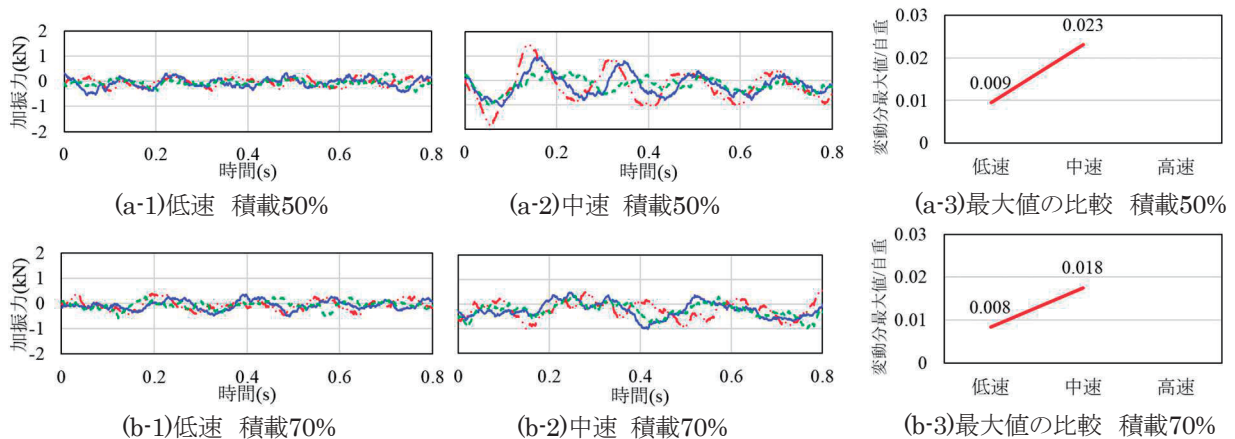 加振力(kN)
2
1
0
-1
-2
0
0.2
0.4
0.6
0.8
時間(s)
(a-1)低速 積載50%
0
0.2
0.4
0.6
0.8
時間(s)
(a-2)中速 積載50%
変動分最大値/自重
0.03
0.02
0.01
0
0.009
0.023
低速
中速
高速
(a-3)最大値の比較 積載50%
加振力(kN)
2
1
0
-1
-2
0
0.2
0.4
0.6
0.8
時間(s)
(b-1)低速 積載70%
0
0.2
0.4
0.6
0.8
時間(s)
(b-2)中速 積載70%
変動分最大値/自重
0.03
0.02
0.01
0
0.008
0.018
低速
中速
高速
(b-3)最大値の比較 積載70%